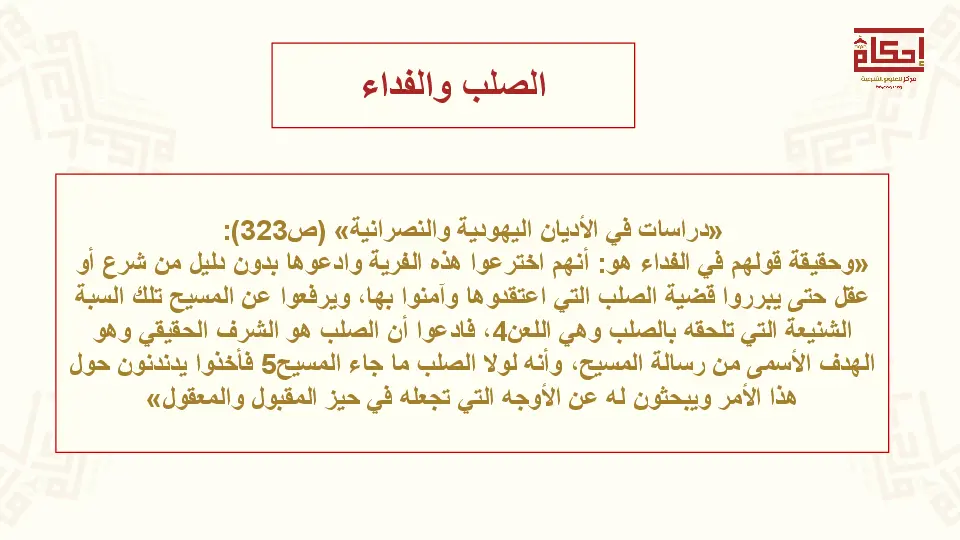 إحكام
مركز للعلوم الشرعية
الصلب والفداء
«دراسات في الأديان اليهودية والنصرانية» (ص323):
«وحقيقة قولهم في الفداء هو: أنهم اخترعوا هذه الفرية وادعوها بدون دليل من شرع أو
عقل حتى يبرروا قضية الصلب التي اعتقدوها وآمنوا بها، ويرفعوا عن المسيح تلك السبة
الشنيعة التي تلحقه بالصلب وهي اللعن4، فادعوا أن الصلب هو الشرف الحقيقي وهو
الهدف الأسمى من رسالة المسيح، وأنه لولا الصلب ما جاء المسيح5 فأخذوا يدندنون حول
هذا الأمر ويبحثون له عن الأوجه التي تجعله في حيز المقبول والمعقول»